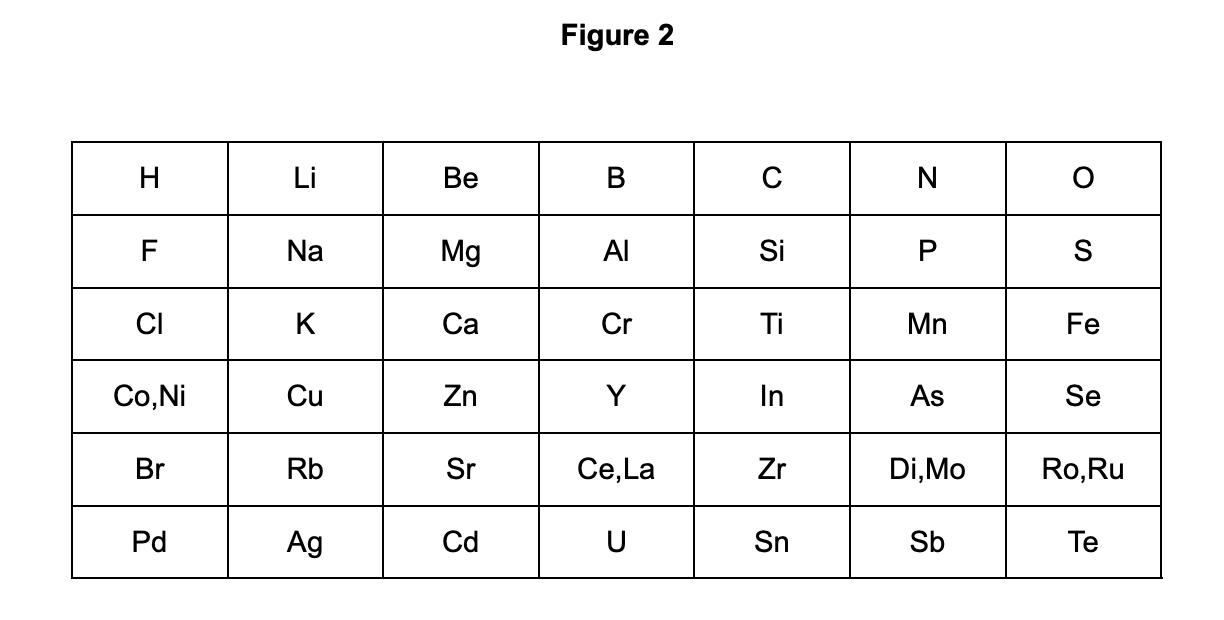 Figure 2
H Li Be B C N O
F Na Mg Al Si P S
Cl K Ca Cr Ti Mn Fe
Co,Ni Cu Zn Y In As Se
Br Rb Sr Ce,La Zr Di,Mo Ro,Ru
Pd Ag Cd U Sn Sb Te